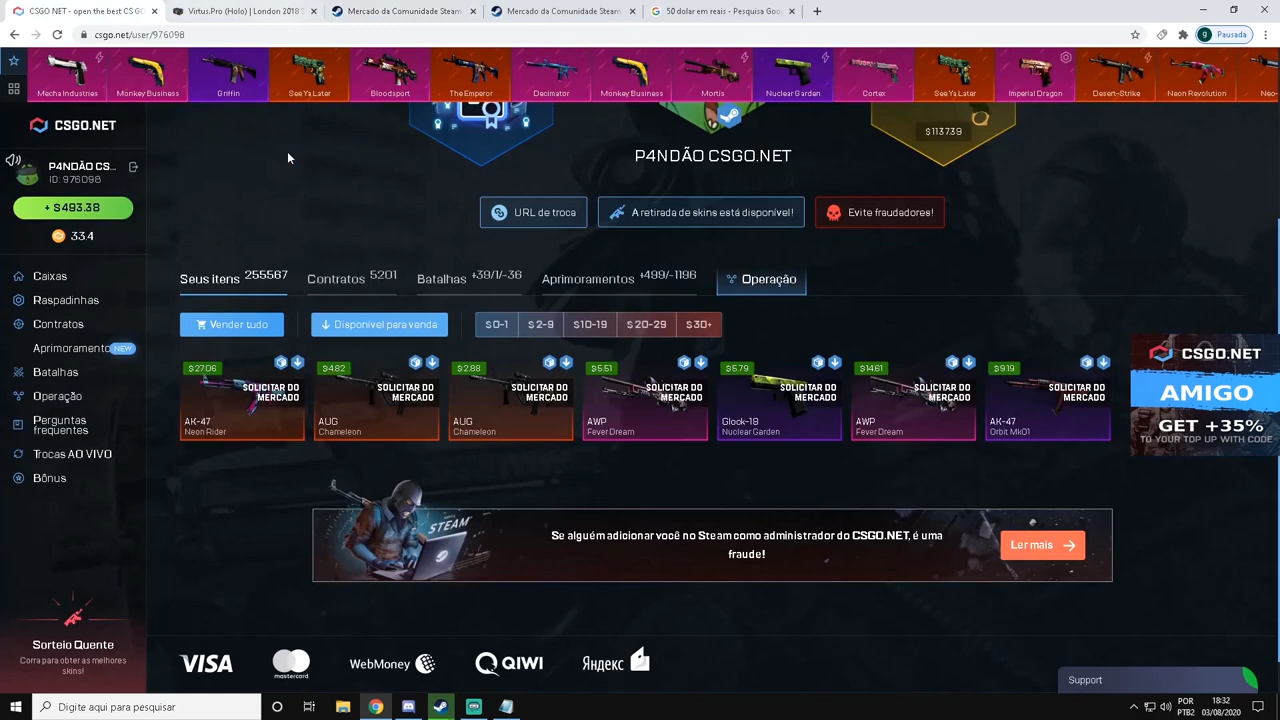 CSGO.NET - open the best CS GO
Virtus.Pro (Holo) | London 2018 S
Mercado da Comunidade Steam
Mercado da Comunidade Steam
50 dolar em reais - Pesquisa Goo
csgo.net/user/976098
Pausada
Mecha Industries
Monkey Business
Griffin
See Ya Later
Bloodsport
The Emperor
Decimator
Monkey Business
Mortis
Nuclear Garden
Cortex
See Ya Later
Imperial Dragon
Desert-Strike
Neon Revolution
Neo-
CSGO.NET
P4NDÃO CS...
ID: 976098
+ $493.38
33.4
Caixas
Raspadinhas
Contratos
Aprimoramento NEW
Batalhas
Operação
Perguntas
frequentes
Trocas AO VIVO
Bônus
Sorteio Quente
Corra para obter as melhores
skins!
$1137.39
P4NDÃO CSGO.NET
URL de troca
A retirada de skins está disponível!
Evite fraudadores!
Seus itens 255567
Contratos 5201
Batalhas +39/1/-36
Aprimoramentos +499/-1196
Operação
Vender tudo
Disponível para venda
$0-1
$2-9
$10-19
$20-29
$30+
$27.06
SOLICITAR DO
MERCADO
AK-47
Neon Rider
$4.82
SOLICITAR DO
MERCADO
AUG
Chameleon
$2.88
SOLICITAR DO
MERCADO
AUG
Chameleon
$5.51
SOLICITAR DO
MERCADO
AWP
Fever Dream
$5.79
SOLICITAR DO
MERCADO
Glock-18
Nuclear Garden
$14.61
SOLICITAR DO
MERCADO
AWP
Fever Dream
$9.19
SOLICITAR DO
MERCADO
AK-47
Orbit Mk01
CSGO.NET
AMIGO
GET +35%
TO YOUR TOP UP WITH CODE
STEAM
Se alguém adicionar você no Steam como administrador do CSGO.NET, é uma
fraude!
Ler mais
VISA
mastercard.
WebMoney
QIWI
Яндекс
Support
Digite aqui para pesquisar
POR
PTB2
18:32
03/08/2020